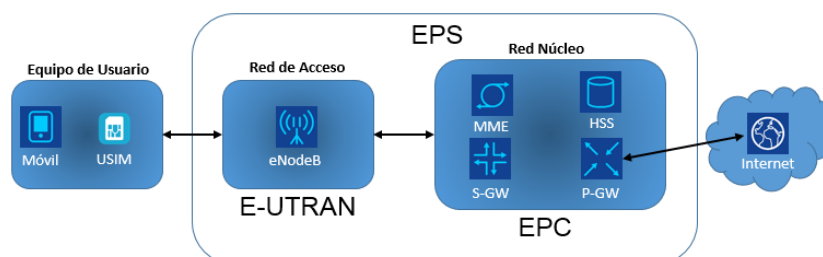 EPS
Equipo de Usuario
Red de Acceso
Red Núcleo
Móvil
USIM
eNodeB
MME
HSS
S-GW
P-GW
Internet
E-UTRAN
EPC